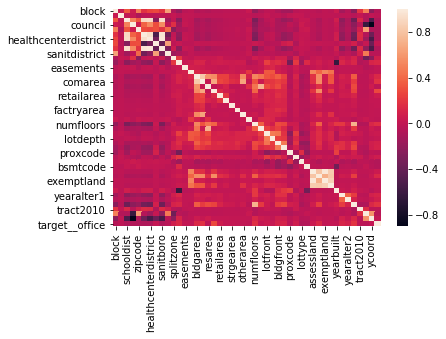 block
council
healthcenterdistrict
sanitdistrict
easements
comarea
retailarea
factryarea
numfloors
lotdepth
proxcode
bsmtcode
exemptland
yearalter1
tract2010
target__office
0.8
0.4
0.0
−0.4
−0.8
block
schooldist
zipcode
healthcenterdistrict
sanitboro
splitzone
easements
bldgarea
resarea
retailarea
strgearea
otherarea
numfloors
lotfront
bldgfront
proxcode
lottype
assessland
exemptland
yearbuilt
yearalter2
tract2010
ycoord